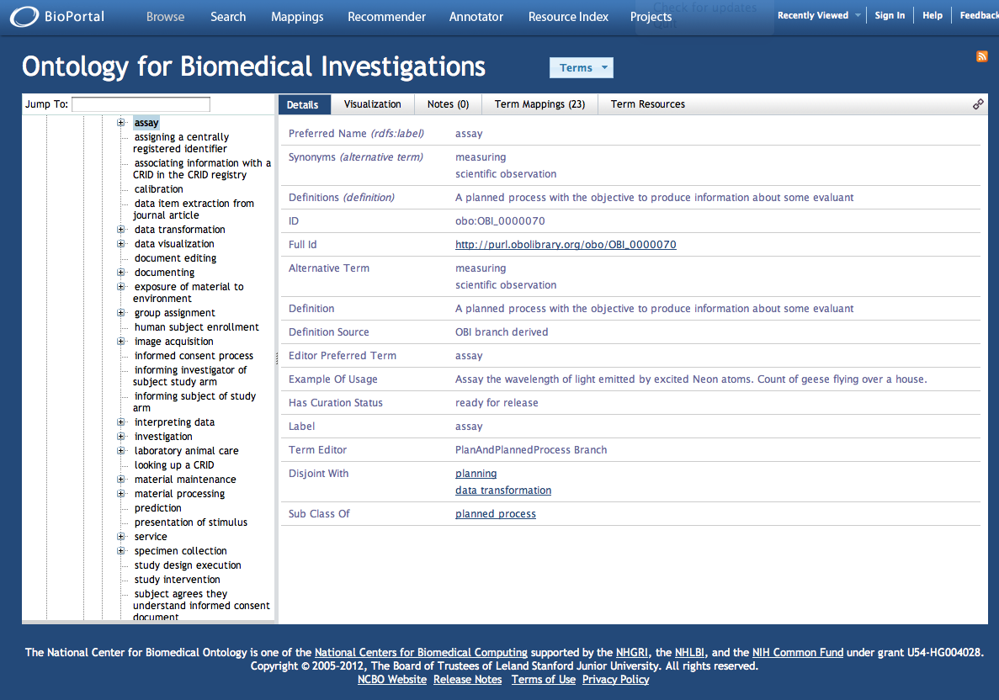 BioPortal
Browse Search Mappings Recommender Annotator Resource Index Projects
Check for updates
Quit
Recently Viewed Sign In Help Feedback
Ontology for Biomedical Investigations
Terms
Jump To:
assay
assigning a centrally
registered identifier
associating information with a
CRID in the CRID registry
calibration
data item extraction from
journal article
data transformation
data visualization
document editing
documenting
exposure of material to
environment
group assignment
human subject enrollment
image acquisition
informed consent process
informing investigator of
subject study arm
informing subject of study
arm
interpreting data
investigation
laboratory animal care
looking up a CRID
material maintenance
material processing
prediction
presentation of stimulus
service
specimen collection
study design execution
study intervention
subject agrees they
understand informed consent
document
Details Visualization Notes (0) Term Mappings (23) Term Resources
Preferred Name (rdfs:label) assay
Synonyms (alternative term) measuring
scientific observation
Definitions (definition) A planned process with the objective to produce information about some evaluant
ID obo:OBI_0000070
Full Id http://purl.obolibrary.org/obo/OBI_0000070
Alternative Term measuring
scientific observation
Definition A planned process with the objective to produce information about some evaluant
Definition Source OBI branch derived
Editor Preferred Term assay
Example Of Usage Assay the wavelength of light emitted by excited Neon atoms. Count of geese flying over a house.
Has Curation Status ready for release
Label assay
Term Editor PlanAndPlannedProcess Branch
Disjoint With planning
data transformation
Sub Class Of planned process
The National Center for Biomedical Ontology is one of the National Centers for Biomedical Computing supported by the NHGRI, the NHLBI, and the NIH Common Fund under grant U54-HG004028.
Copyright © 2005-2012, The Board of Trustees of Leland Stanford Junior University. All rights reserved.
NCBO Website Release Notes Terms of Use Privacy Policy